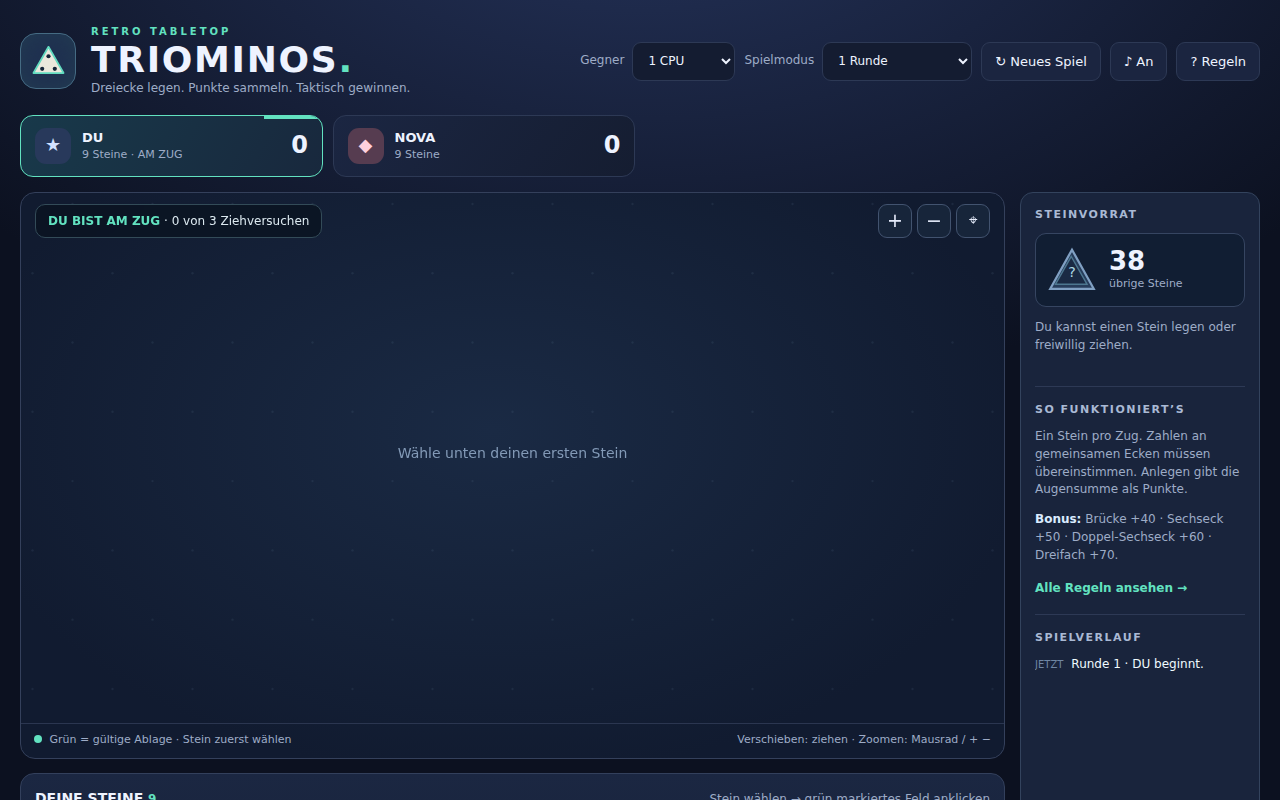 RETRO TABLETOP
TRIOMINOS.
Dreiecke legen. Punkte sammeln. Taktisch gewinnen.
Gegner 1 CPU Spielmodus 1 Runde ↻ Neues Spiel ♪ An ? Regeln
DU
9 Steine · AM ZUG
0
NOVA
9 Steine
0
DU BIST AM ZUG · 0 von 3 Ziehversuchen
+ −
Wähle unten deinen ersten Stein
Grün = gültige Ablage · Stein zuerst wählen
Verschieben: ziehen · Zoomen: Mausrad / + −
DEINE STEINE 9
Stein wählen → grün markiertes Feld anklicken
STEINVORRAT
?
38
übrige Steine
Du kannst einen Stein legen oder
freiwillig ziehen.
SO FUNKTIONIERT’S
Ein Stein pro Zug. Zahlen an
gemeinsamen Ecken müssen
übereinstimmen. Anlegen gibt die
Augensumme als Punkte.
Bonus: Brücke +40 · Sechseck
+50 · Doppel-Sechseck +60 ·
Dreifach +70.
Alle Regeln ansehen →
SPIELVERLAUF
JETZT Runde 1 · DU beginnt.